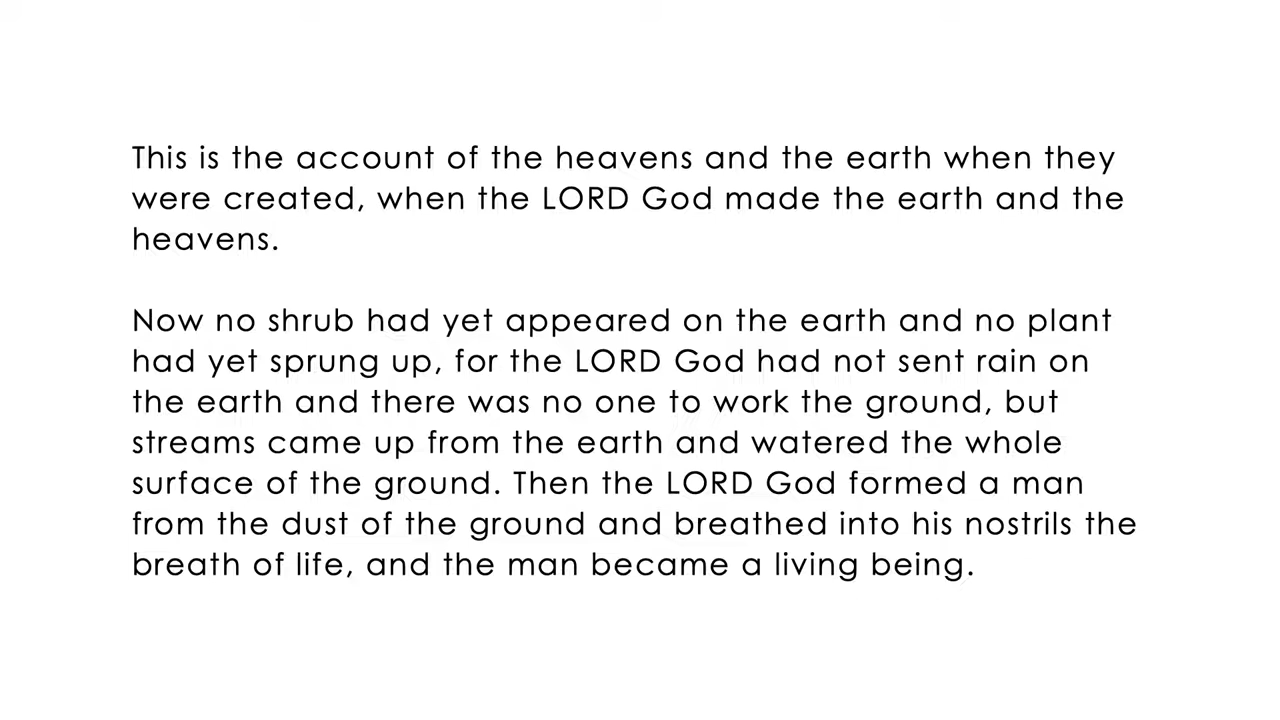 This is the account of the heavens and the earth when they
were created, when the LORD God made the earth and the
heavens.
Now no shrub had yet appeared on the earth and no plant
had yet sprung up, for the LORD God had not sent rain on
the earth and there was no one to work the ground, but
streams came up from the earth and watered the whole
surface of the ground. Then the LORD God formed a man
from the dust of the ground and breathed into his nostrils the
breath of life, and the man became a living being.